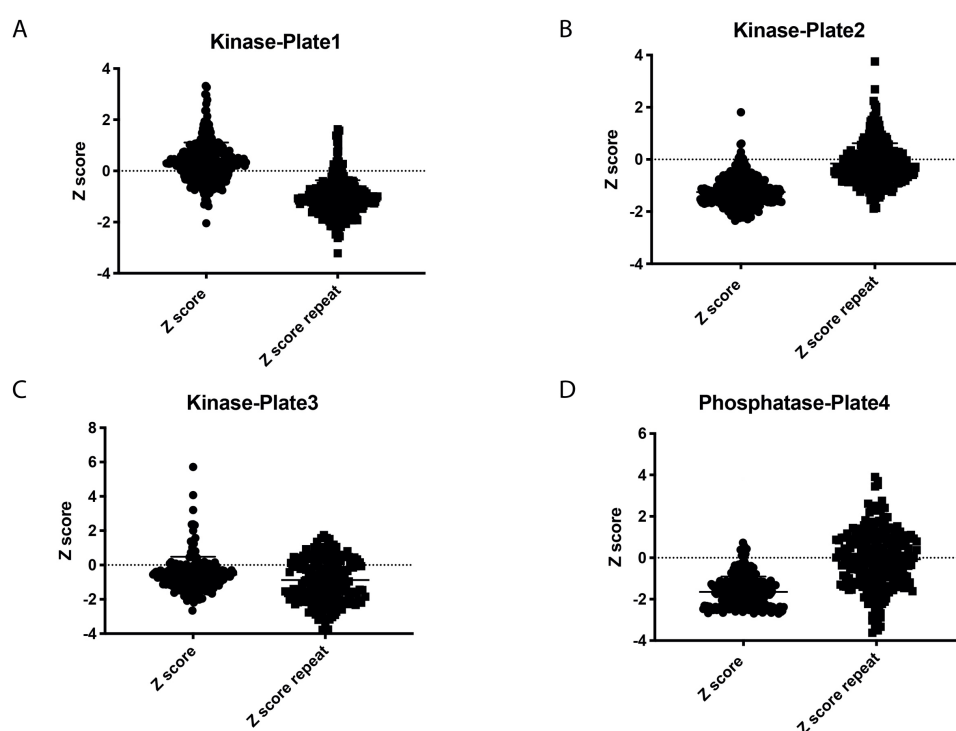 A
Kinase-Plate1
4
2
0
-2
-4
Z score
Z score
Z score repeat
B
Kinase-Plate2
4
2
0
-2
-4
Z score
Z score
Z score repeat
C
Kinase-Plate3
8
6
4
2
0
-2
-4
Z score
Z score
Z score repeat
D
Phosphatase-Plate4
6
4
2
0
-2
-4
Z score
Z score
Z score repeat